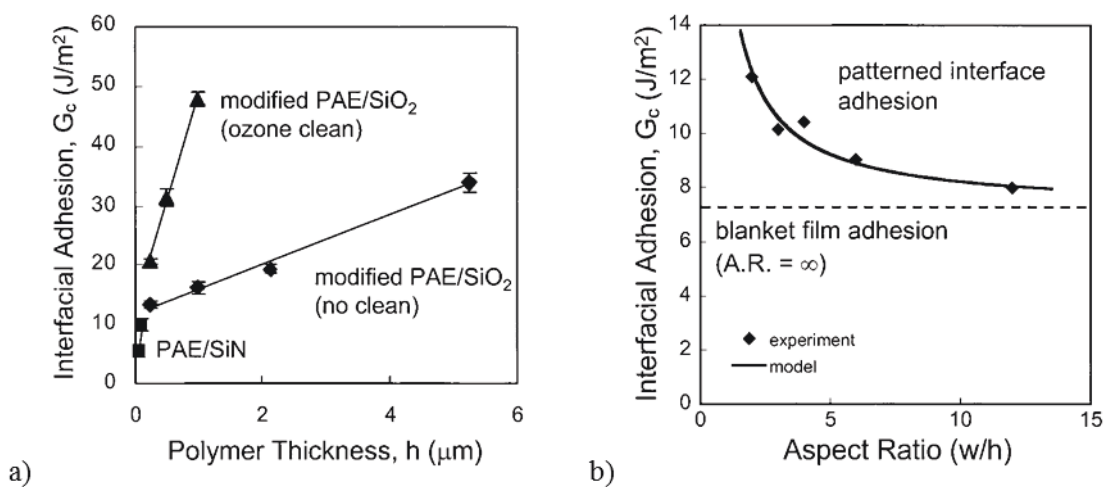 Interfacial Adhesion, Gc (J/m²)
60
50
40
30
20
10
0
modified PAE/SiO₂
(ozone clean)
modified PAE/SiO₂
(no clean)
PAE/SiN
0
2
4
6
Polymer Thickness, h (μm)
a)
Interfacial Adhesion, Gc (J/m²)
14
12
10
8
6
4
2
0
patterned interface
adhesion
blanket film adhesion
(A.R. = ∞)
experiment
model
0
5
10
15
Aspect Ratio (w/h)
b)